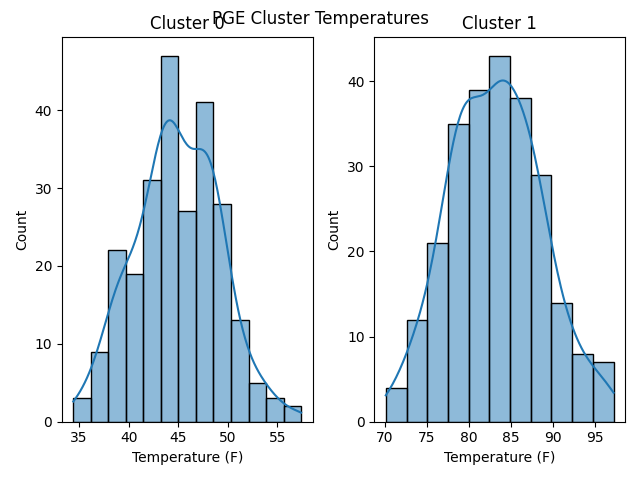 PGE Cluster Temperatures
Cluster 0
Count
40
30
20
10
0
35 40 45 50 55
Temperature (F)
Cluster 1
Count
40
30
20
10
0
70 75 80 85 90 95
Temperature (F)